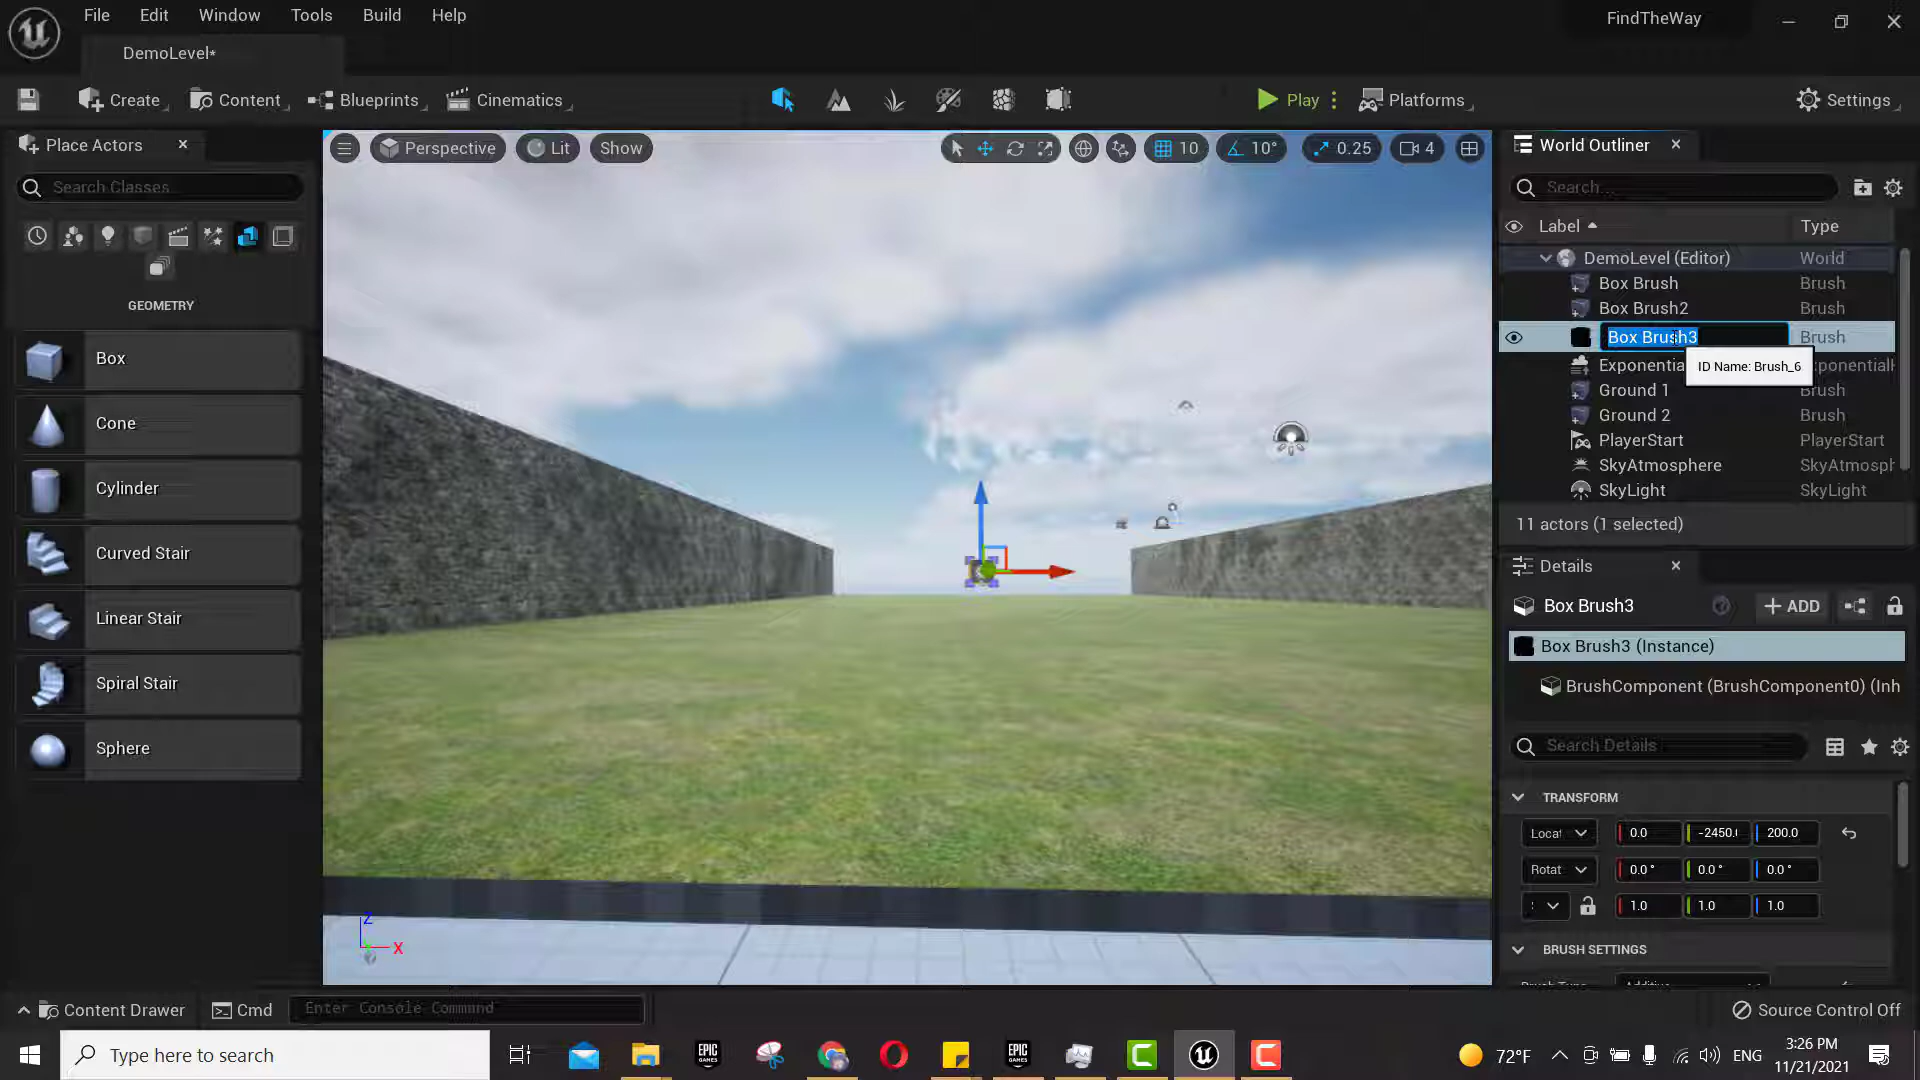 File Edit Window Tools Build Help
FindTheWay
DemoLevel*
Create
Content
Blueprints
Cinematics
Play
Platforms
Settings
Place Actors
Search Classes
GEOMETRY
Box
Cone
Cylinder
Curved Stair
Linear Stair
Spiral Stair
Sphere
Perspective
Lit
Show
10
10°
0.25
4
Z
X
World Outliner
Search...
Label
Type
DemoLevel (Editor) World
Box Brush Brush
Box Brush2 Brush
Box Brush3 Brush
ID Name: Brush_6
Ground 1 Brush
Ground 2 Brush
PlayerStart PlayerStart
SkyAtmosphere
SkyLight SkyLight
11 actors (1 selected)
Details
Box Brush3
ADD
Box Brush3 (Instance)
BrushComponent (BrushComponent0) (Inh
Search Details
TRANSFORM
Locat 0.0 -2450. 200.0
Rotat 0.0° 0.0° 0.0°
1.0 1.0 1.0
BRUSH SETTINGS
Content Drawer
Cmd
Enter Console Command
Source Control Off
Type here to search
EPIC GAMES
EPIC GAMES
72°F
ENG
3:26 PM
11/21/2021